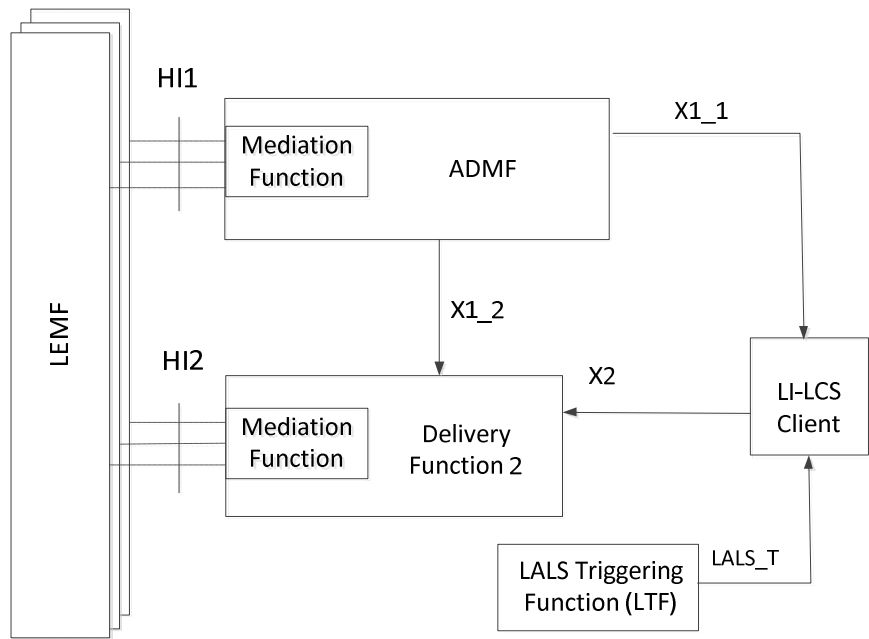 HI1
X1_1
Mediation
Function
ADMF
X1_2
LEMF
HI2
X2
LI-LCS
Client
Mediation
Function
Delivery
Function 2
LALS_T
LALS Triggering
Function (LTF)